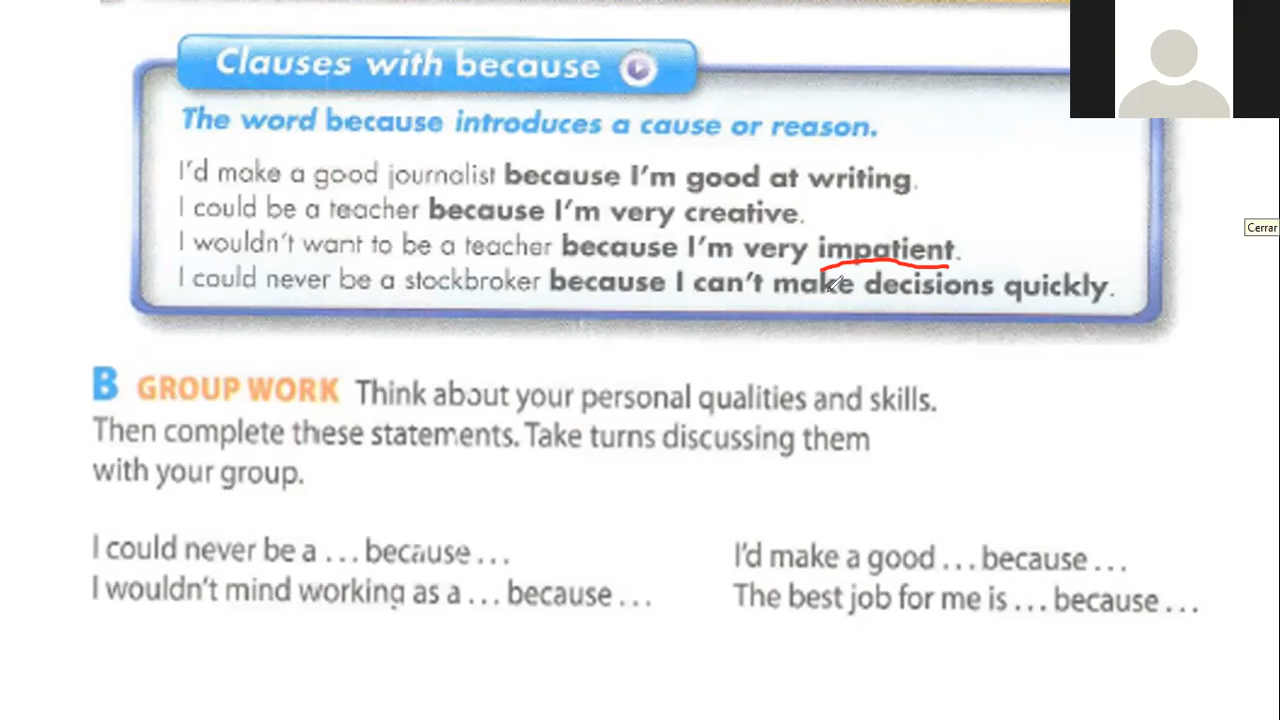 Clauses with because
The word because introduces a cause or reason.
I'd make a good journalist because I'm good at writing.
I could be a teacher because I'm very creative.
I wouldn't want to be a teacher because I'm very impatient.
I could never be a stockbroker because I can't make decisions quickly.
Cerrar
B GROUP WORK Think about your personal qualities and skills.
Then complete these statements. Take turns discussing them
with your group.
I could never be a ... because ...
I'd make a good ... because ...
I wouldn't mind working as a ... because ...
The best job for me is ... because ...